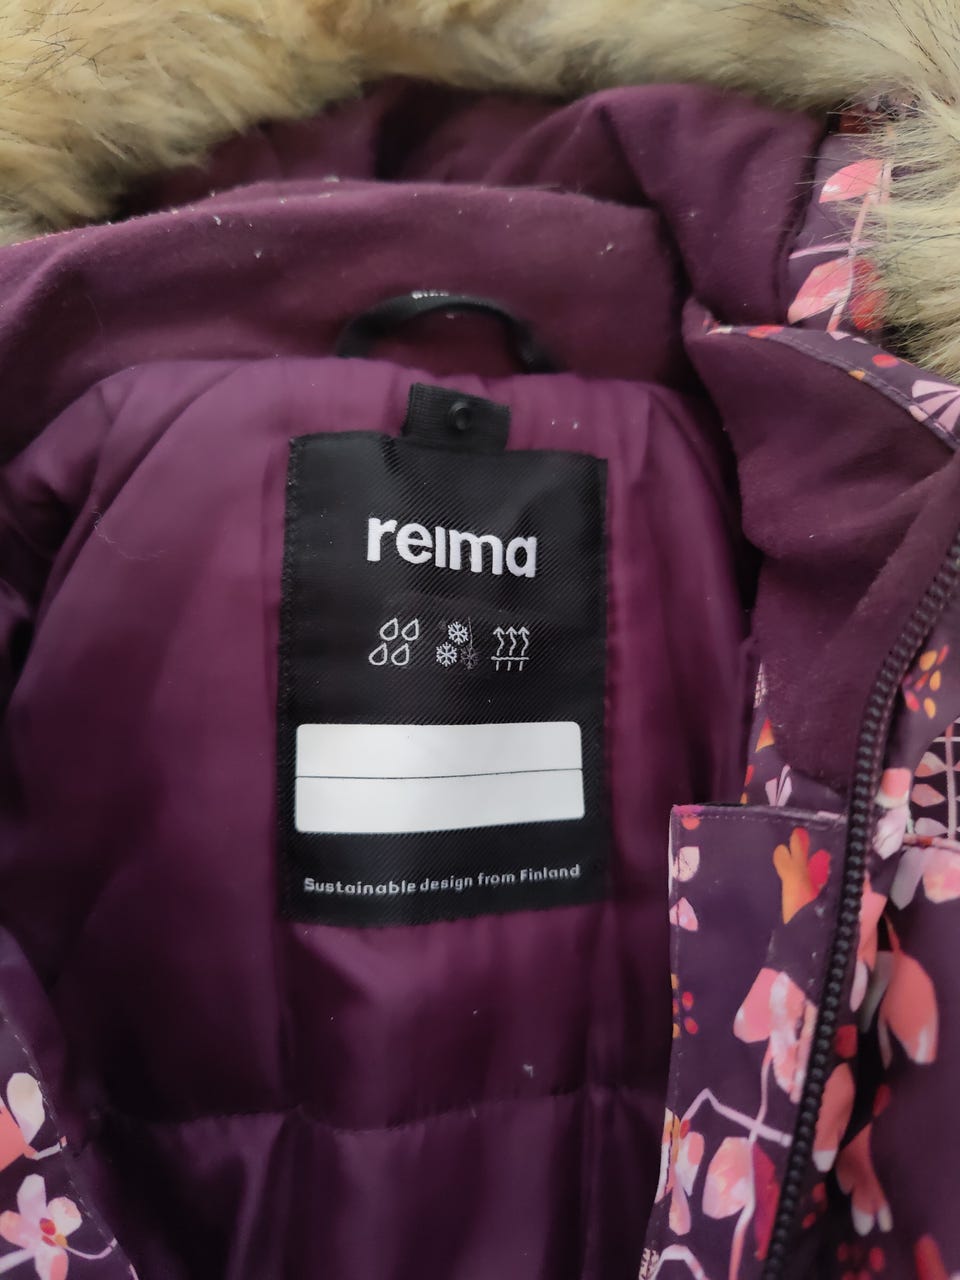 reima
Sustainable design from Finland